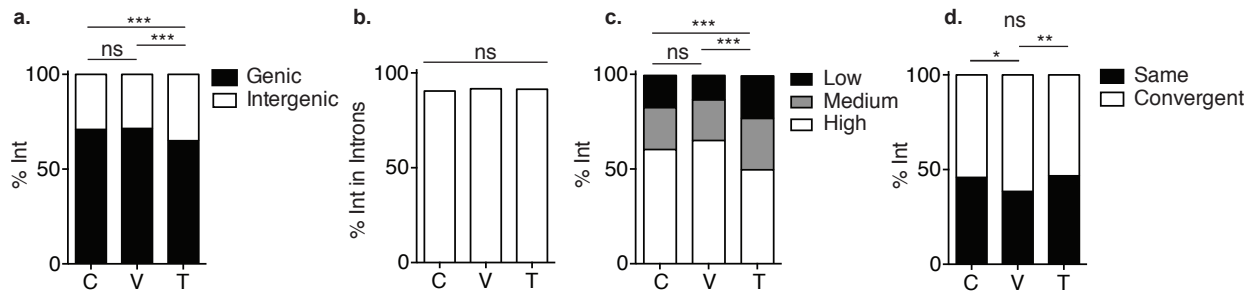 a.
***
ns
***
100
50
0
% Int
C
V
T
Genic
Intergenic
b.
ns
100
50
0
% Int in Introns
C
V
T
c.
***
ns
***
100
50
0
% Int
C
V
T
Low
Medium
High
d.
ns
*
**
100
50
0
% Int
C
V
T
Same
Convergent